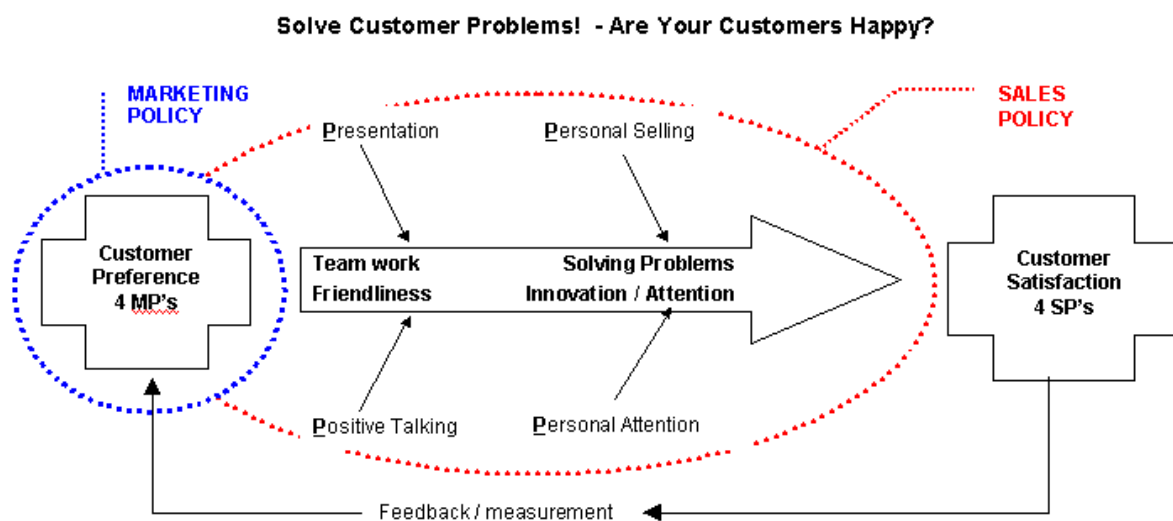 Solve Customer Problems!  - Are Your Customers Happy?
MARKETING
POLICY
SALES
POLICY
Presentation
Personal Selling
Customer
Preference
4 MP's
Team work
Friendliness
Solving Problems
Innovation / Attention
Customer
Satisfaction
4 SP's
Positive Talking
Personal Attention
Feedback / measurement